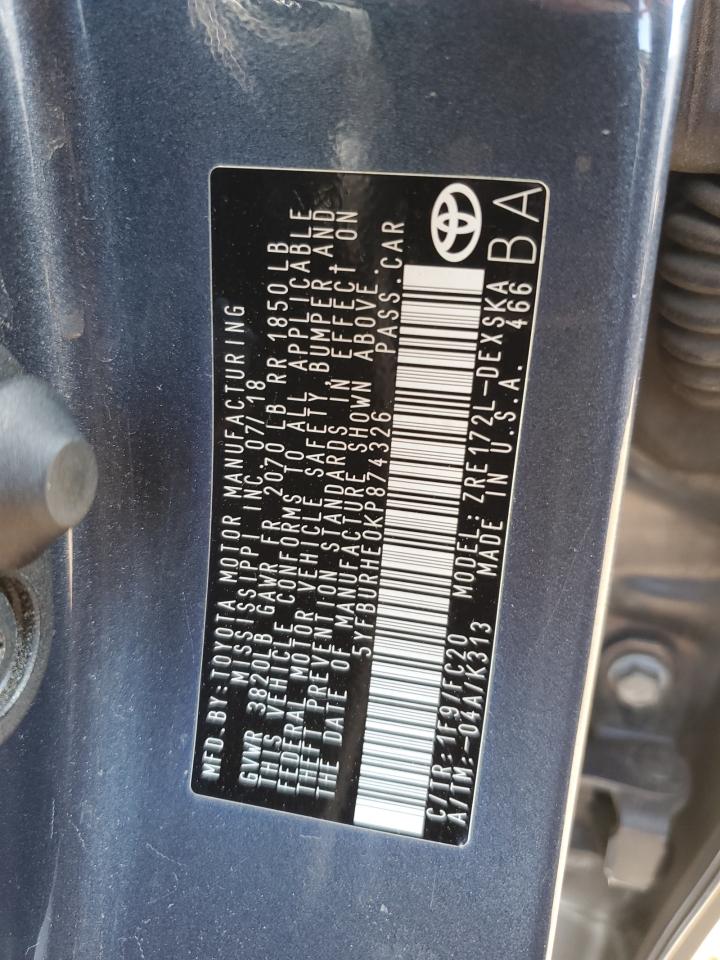 MFD.BY:TOYOTA MOTOR MANUFACTURING
MISSISSIPPI INC.07/18
GVWR 3820LB GAWR FR 2070 LB RR 1850LB
THIS VEHICLE CONFORMS TO ALL APPLICABLE
FEDERAL MOTOR VEHICLE SAFETY,BUMPER AND
THEFT PREVENTION STANDARDS IN EFFECT ON
THE DATE OF MANUFACTURE SHOWN ABOVE.
5YFBURHE0KP874326 PASS.CAR
C/TR:1F9/FC20 MODEL:ZRE172L-DEXSKA
A/TM:-04A/K313 MADE IN U.S.A. 466
BA